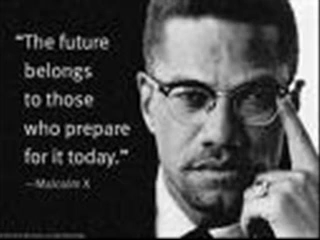 “The future
belongs
to those
who prepare
for it today.”
—Malcolm X